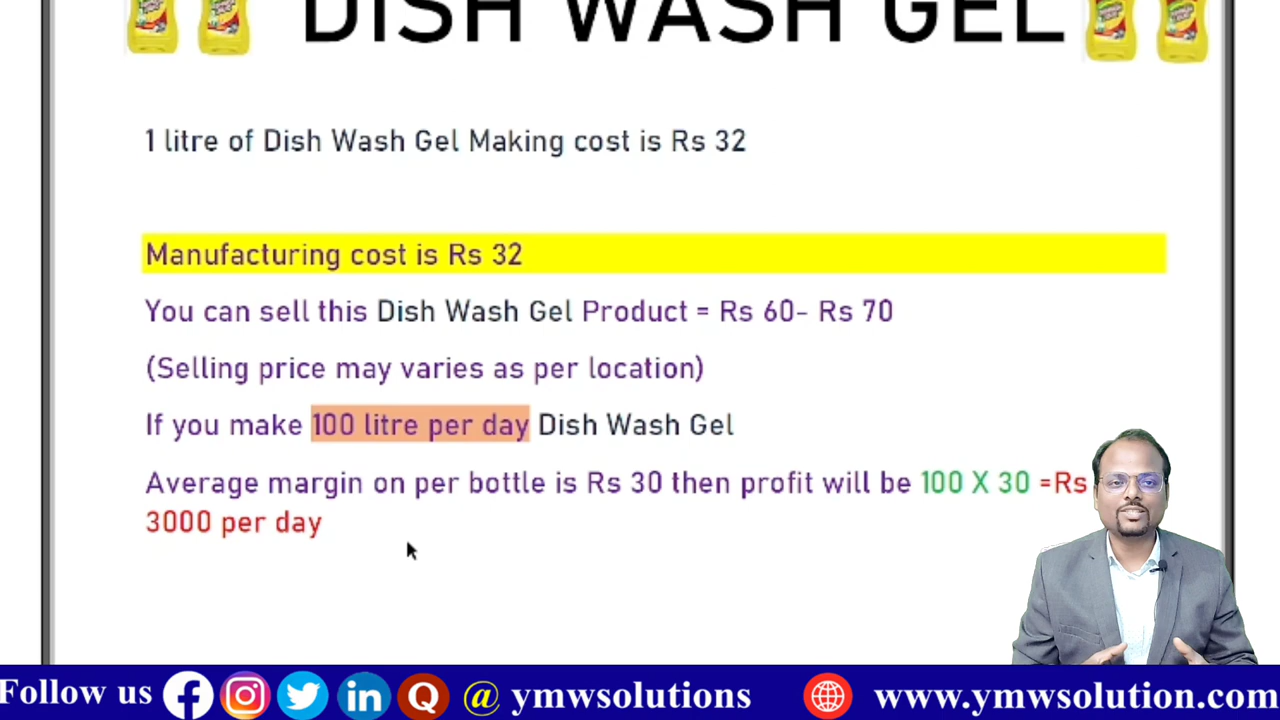 DISH WASH GEL
1 litre of Dish Wash Gel Making cost is Rs 32
Manufacturing cost is Rs 32
You can sell this Dish Wash Gel Product = Rs 60- Rs 70
(Selling price may varies as per location)
If you make 100 litre per day Dish Wash Gel
Average margin on per bottle is Rs 30 then profit will be 100 X 30 =Rs
3000 per day
Follow us @ ymwsolutions www.ymwsolution.com